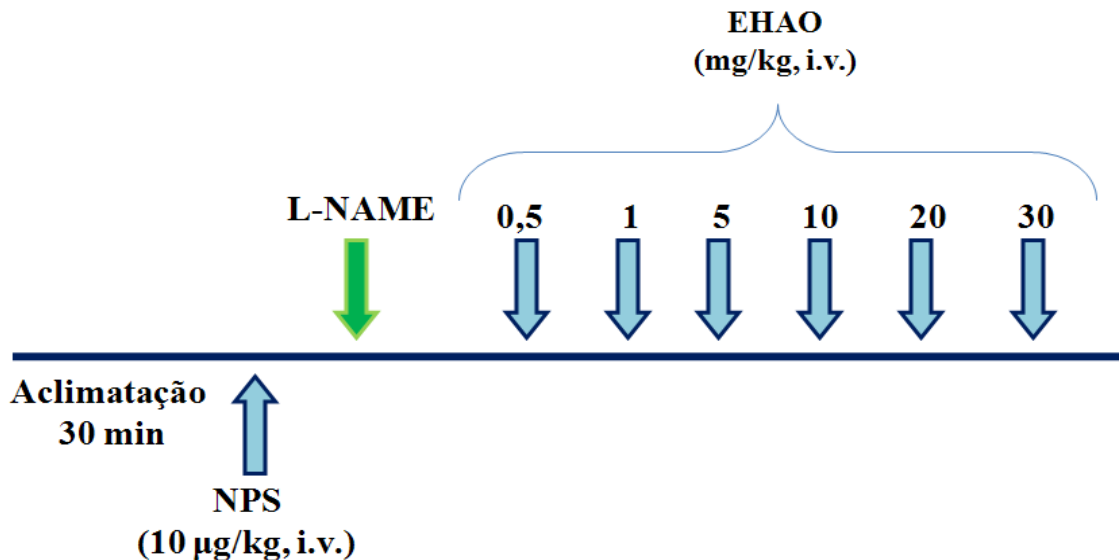 EHAO
(mg/kg, i.v.)
L-NAME
0,5 1 5 10 20 30
Aclimatação
30 min
NPS
(10 µg/kg, i.v.)